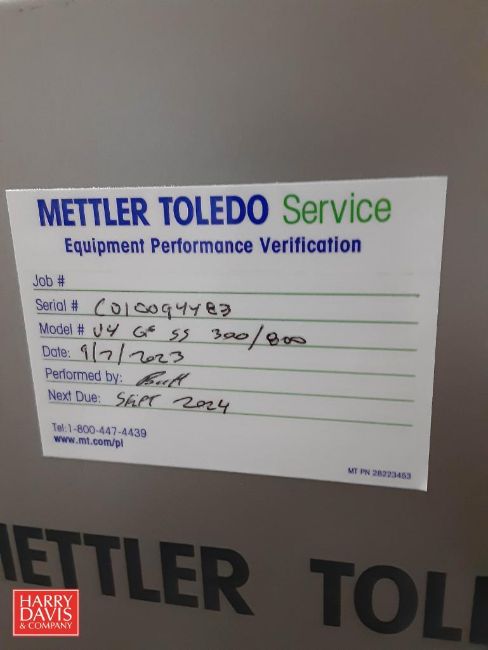 METTLER TOLEDO Service
Equipment Performance Verification
Job #
Serial # C010094483
Model # V4 GF SS 300/800
Date: 9/7/2023
Performed by:
Next Due: Sept 2024
Tel:1-800-447-4439
www.mt.com/pi
MT PN 28223453
METTLER TOL
HARRY
DAVIS
& COMPANY